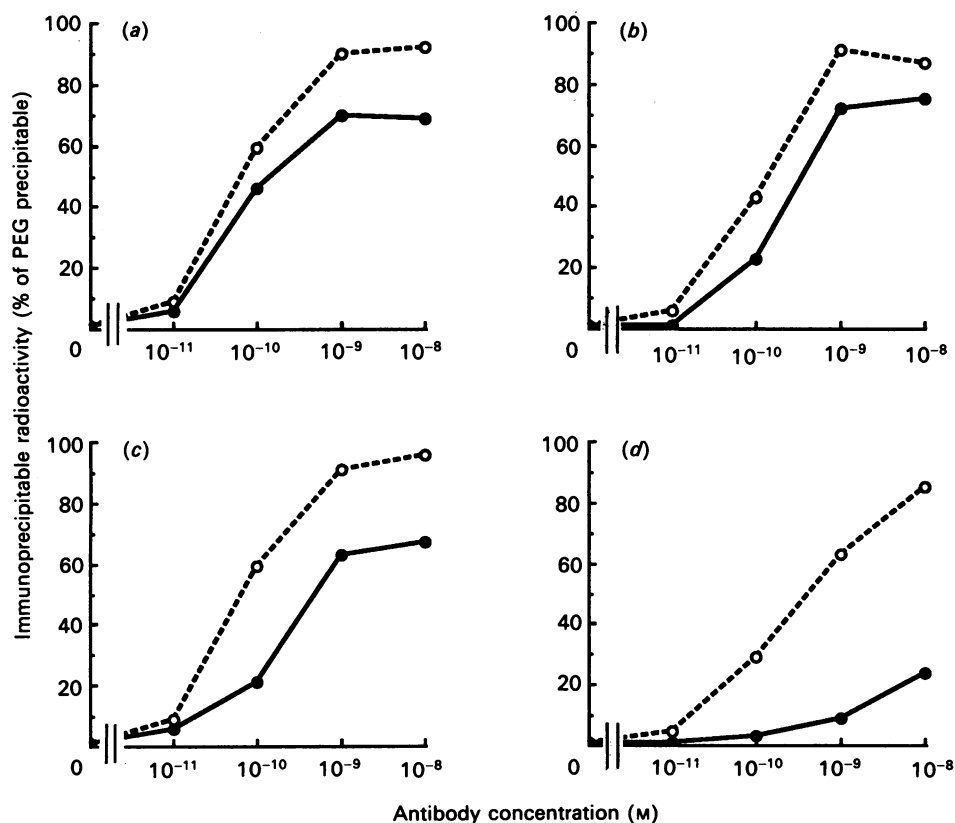 Immunoprecipitable radioactivity (% of PEG precipitable)
(a)
100
80
60
40
20
0
10⁻¹¹ 10⁻¹⁰ 10⁻⁹ 10⁻⁸
(b)
100
80
60
40
20
0
10⁻¹¹ 10⁻¹⁰ 10⁻⁹ 10⁻⁸
(c)
100
80
60
40
20
0
10⁻¹¹ 10⁻¹⁰ 10⁻⁹ 10⁻⁸
(d)
100
80
60
40
20
0
10⁻¹¹ 10⁻¹⁰ 10⁻⁹ 10⁻⁸
Antibody concentration (M)